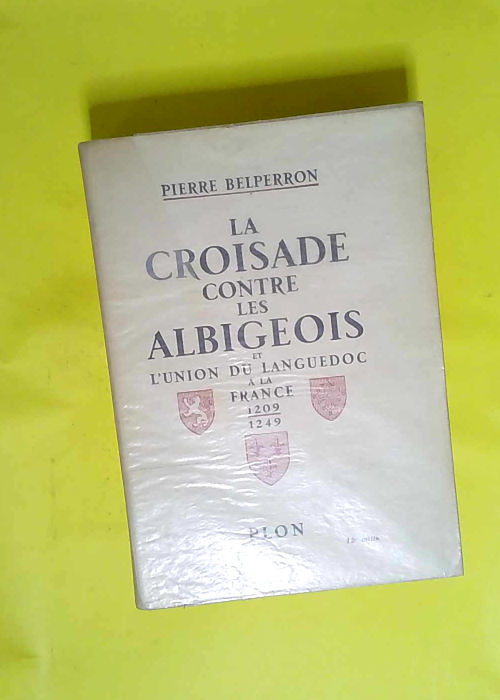 PIERRE BELPERRON
LA
CROISADE
CONTRE
LES
ALBIGEOIS
ET
L'UNION DU LANGUEDOC
A LA
FRANCE
1209
1249
PLON